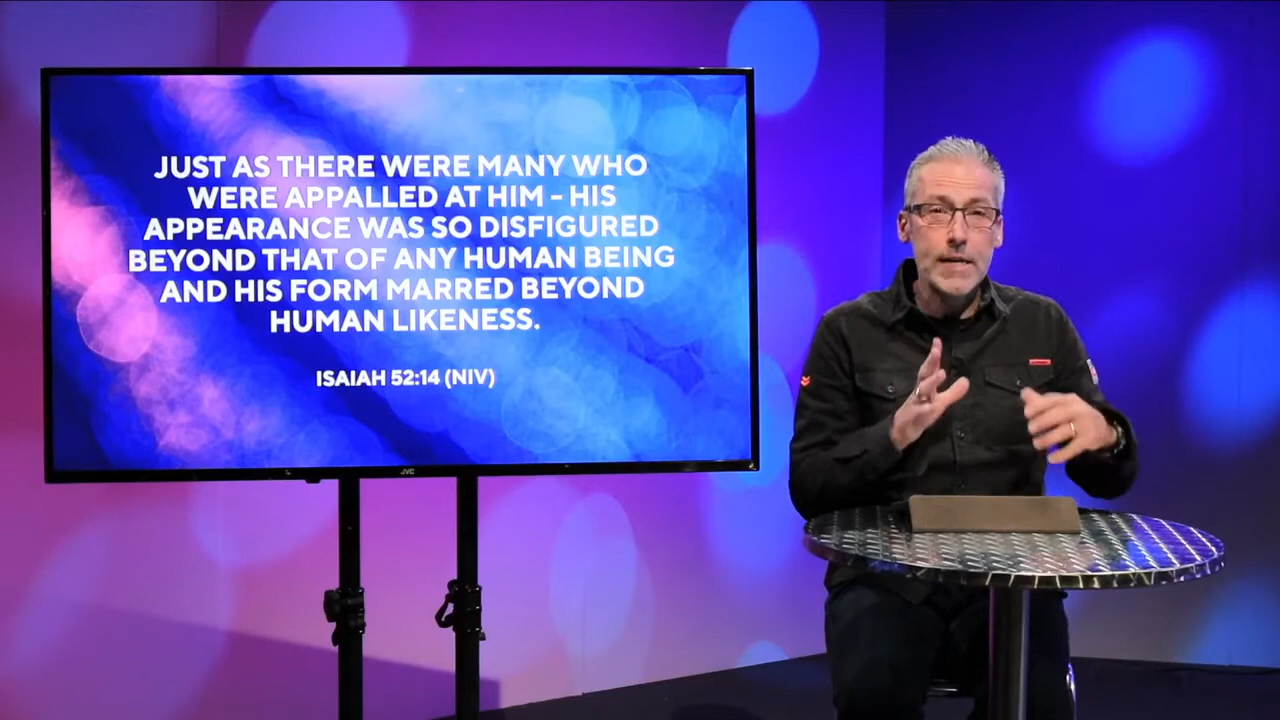 JUST AS THERE WERE MANY WHO
WERE APPALLED AT HIM - HIS
APPEARANCE WAS SO DISFIGURED
BEYOND THAT OF ANY HUMAN BEING
AND HIS FORM MARRED BEYOND
HUMAN LIKENESS.
ISAIAH 52:14 (NIV)
JVC